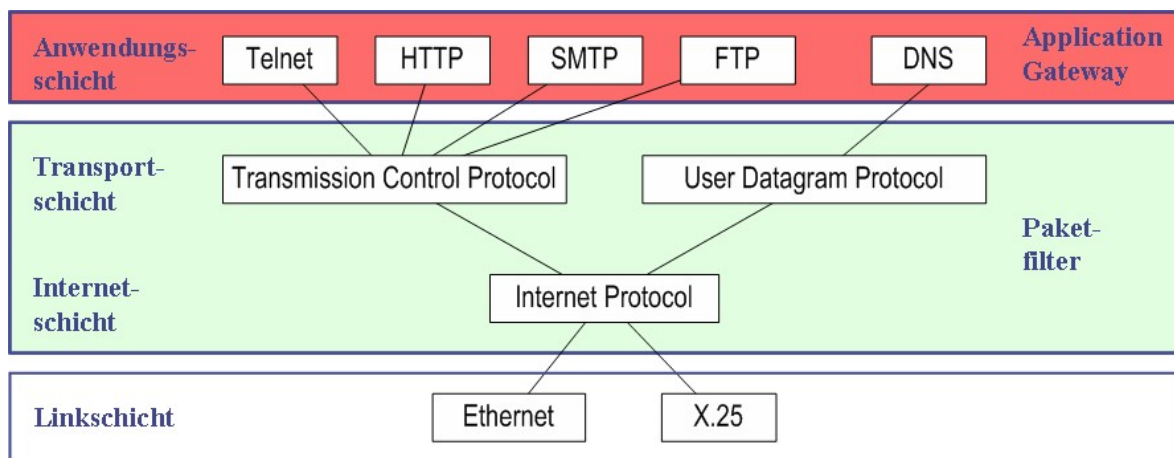 Anwendungs-
schicht
Telnet
HTTP
SMTP
FTP
DNS
Application
Gateway
Transport-
schicht
Transmission Control Protocol
User Datagram Protocol
Paket-
filter
Internet-
schicht
Internet Protocol
Linkschicht
Ethernet
X.25